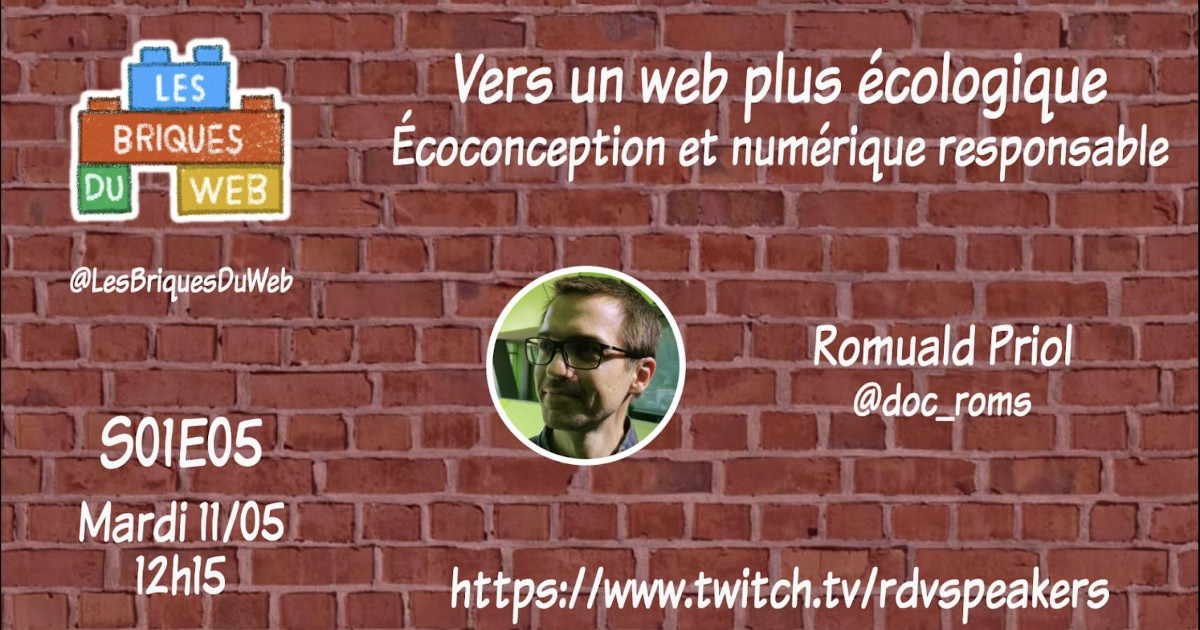 LES
BRIQUES
DU WEB
@LesBriquesDuWeb
Vers un web plus écologique
Écoconception et numérique responsable
Romuald Priol
@doc_roms
S01E05
Mardi 11/05
12h15
https://www.twitch.tv/rdvspeakers